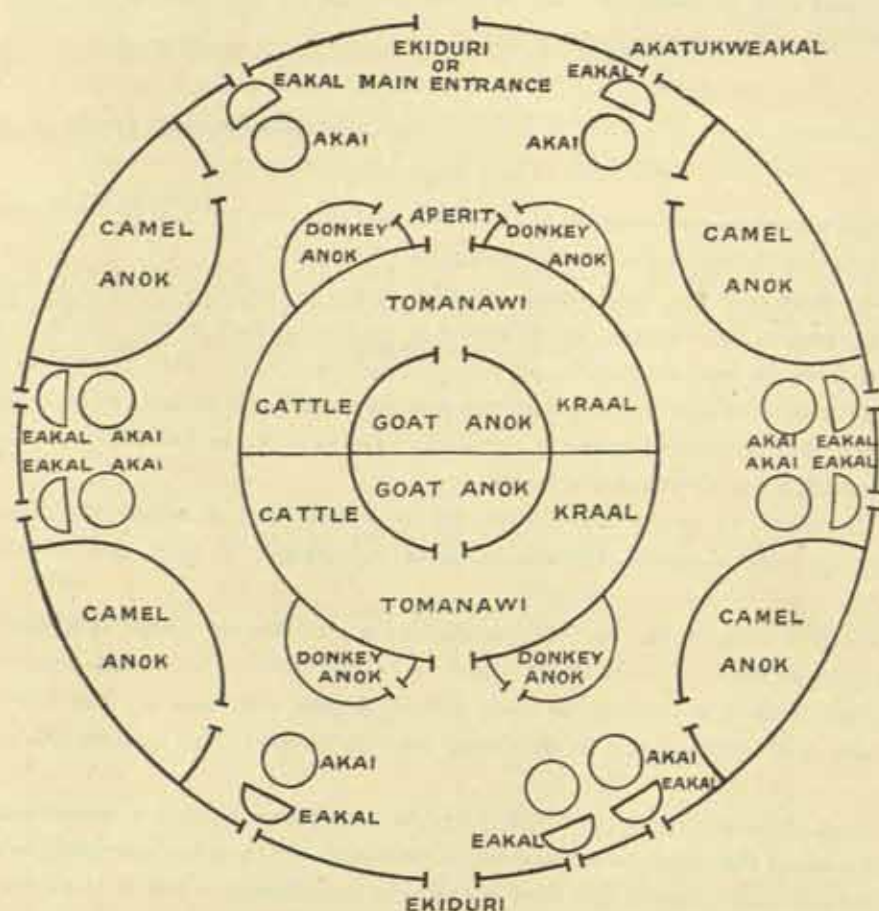 EKIDURI
OR
EAKAL MAIN ENTRANCE
EAKAL
AKATUKWEAKAL
AKAI
AKAI
CAMEL
ANOK
DONKEY
ANOK
APERIT
DONKEY
ANOK
CAMEL
ANOK
TOMANAWI
CATTLE
GOAT ANOK
KRAAL
EAKAL AKAI
AKAI EAKAL
EAKAL AKAI
AKAI EAKAL
GOAT ANOK
CATTLE
KRAAL
TOMANAWI
CAMEL
ANOK
CAMEL
ANOK
DONKEY
ANOK
DONKEY
ANOK
AKAI
EAKAL
AKAI
EAKAL
EAKAL
EKIDURI